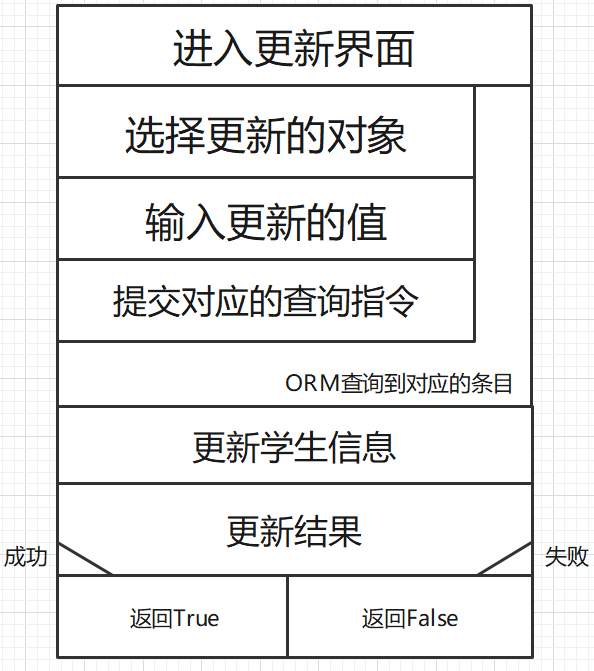 进入更新界面
选择更新的对象
输入更新的值
提交对应的查询指令
ORM查询到对应的条目
更新学生信息
更新结果
成功
失败
返回True
返回False